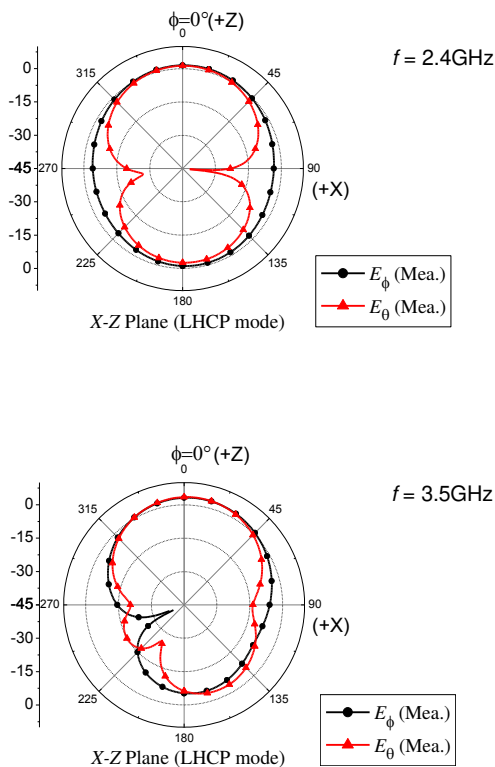 ϕ=0° (+Z)
f = 2.4GHz
0
45
90
135
180
225
270
315
0
-15
-30
-45
-30
-15
0
(+X)
Eϕ (Mea.)
Eθ (Mea.)
X-Z Plane (LHCP mode)
ϕ=0° (+Z)
f = 3.5GHz
0
45
90
135
180
225
270
315
0
-15
-30
-45
-30
-15
0
(+X)
Eϕ (Mea.)
Eθ (Mea.)
X-Z Plane (LHCP mode)